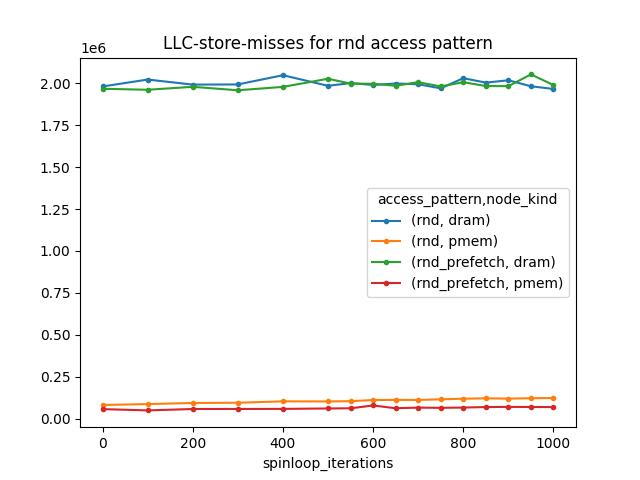 LLC-store-misses for rnd access pattern
1e6
2.00
1.75
1.50
1.25
1.00
0.75
0.50
0.25
0.00
access_pattern,node_kind
(rnd, dram)
(rnd, pmem)
(rnd_prefetch, dram)
(rnd_prefetch, pmem)
0 200 400 600 800 1000
spinloop_iterations